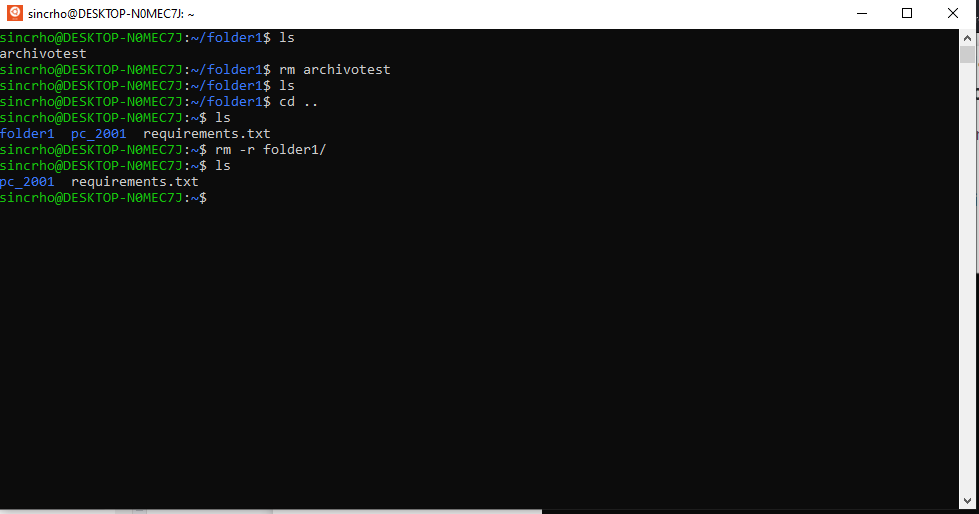 sincrho@DESKTOP-N0MEC7J: ~
sincrho@DESKTOP-N0MEC7J:~/folder1$ ls
archivotest
sincrho@DESKTOP-N0MEC7J:~/folder1$ rm archivotest
sincrho@DESKTOP-N0MEC7J:~/folder1$ ls
sincrho@DESKTOP-N0MEC7J:~/folder1$ cd ..
sincrho@DESKTOP-N0MEC7J:~$ ls
folder1  pc_2001  requirements.txt
sincrho@DESKTOP-N0MEC7J:~$ rm -r folder1/
sincrho@DESKTOP-N0MEC7J:~$ ls
pc_2001  requirements.txt
sincrho@DESKTOP-N0MEC7J:~$